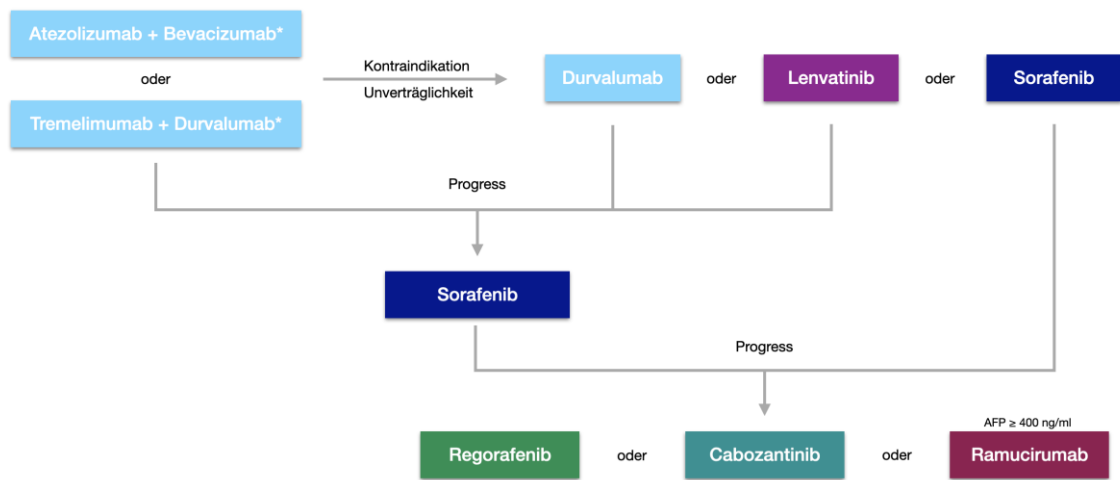 Atezolizumab + Bevacizumab*
oder
Tremelimumab + Durvalumab*
Kontraindikation
Unverträglichkeit
Durvalumab oder Lenvatinib oder Sorafenib
Progress
Sorafenib
Progress
AFP ≥ 400 ng/ml
Regorafenib oder Cabozantinib oder Ramucirumab